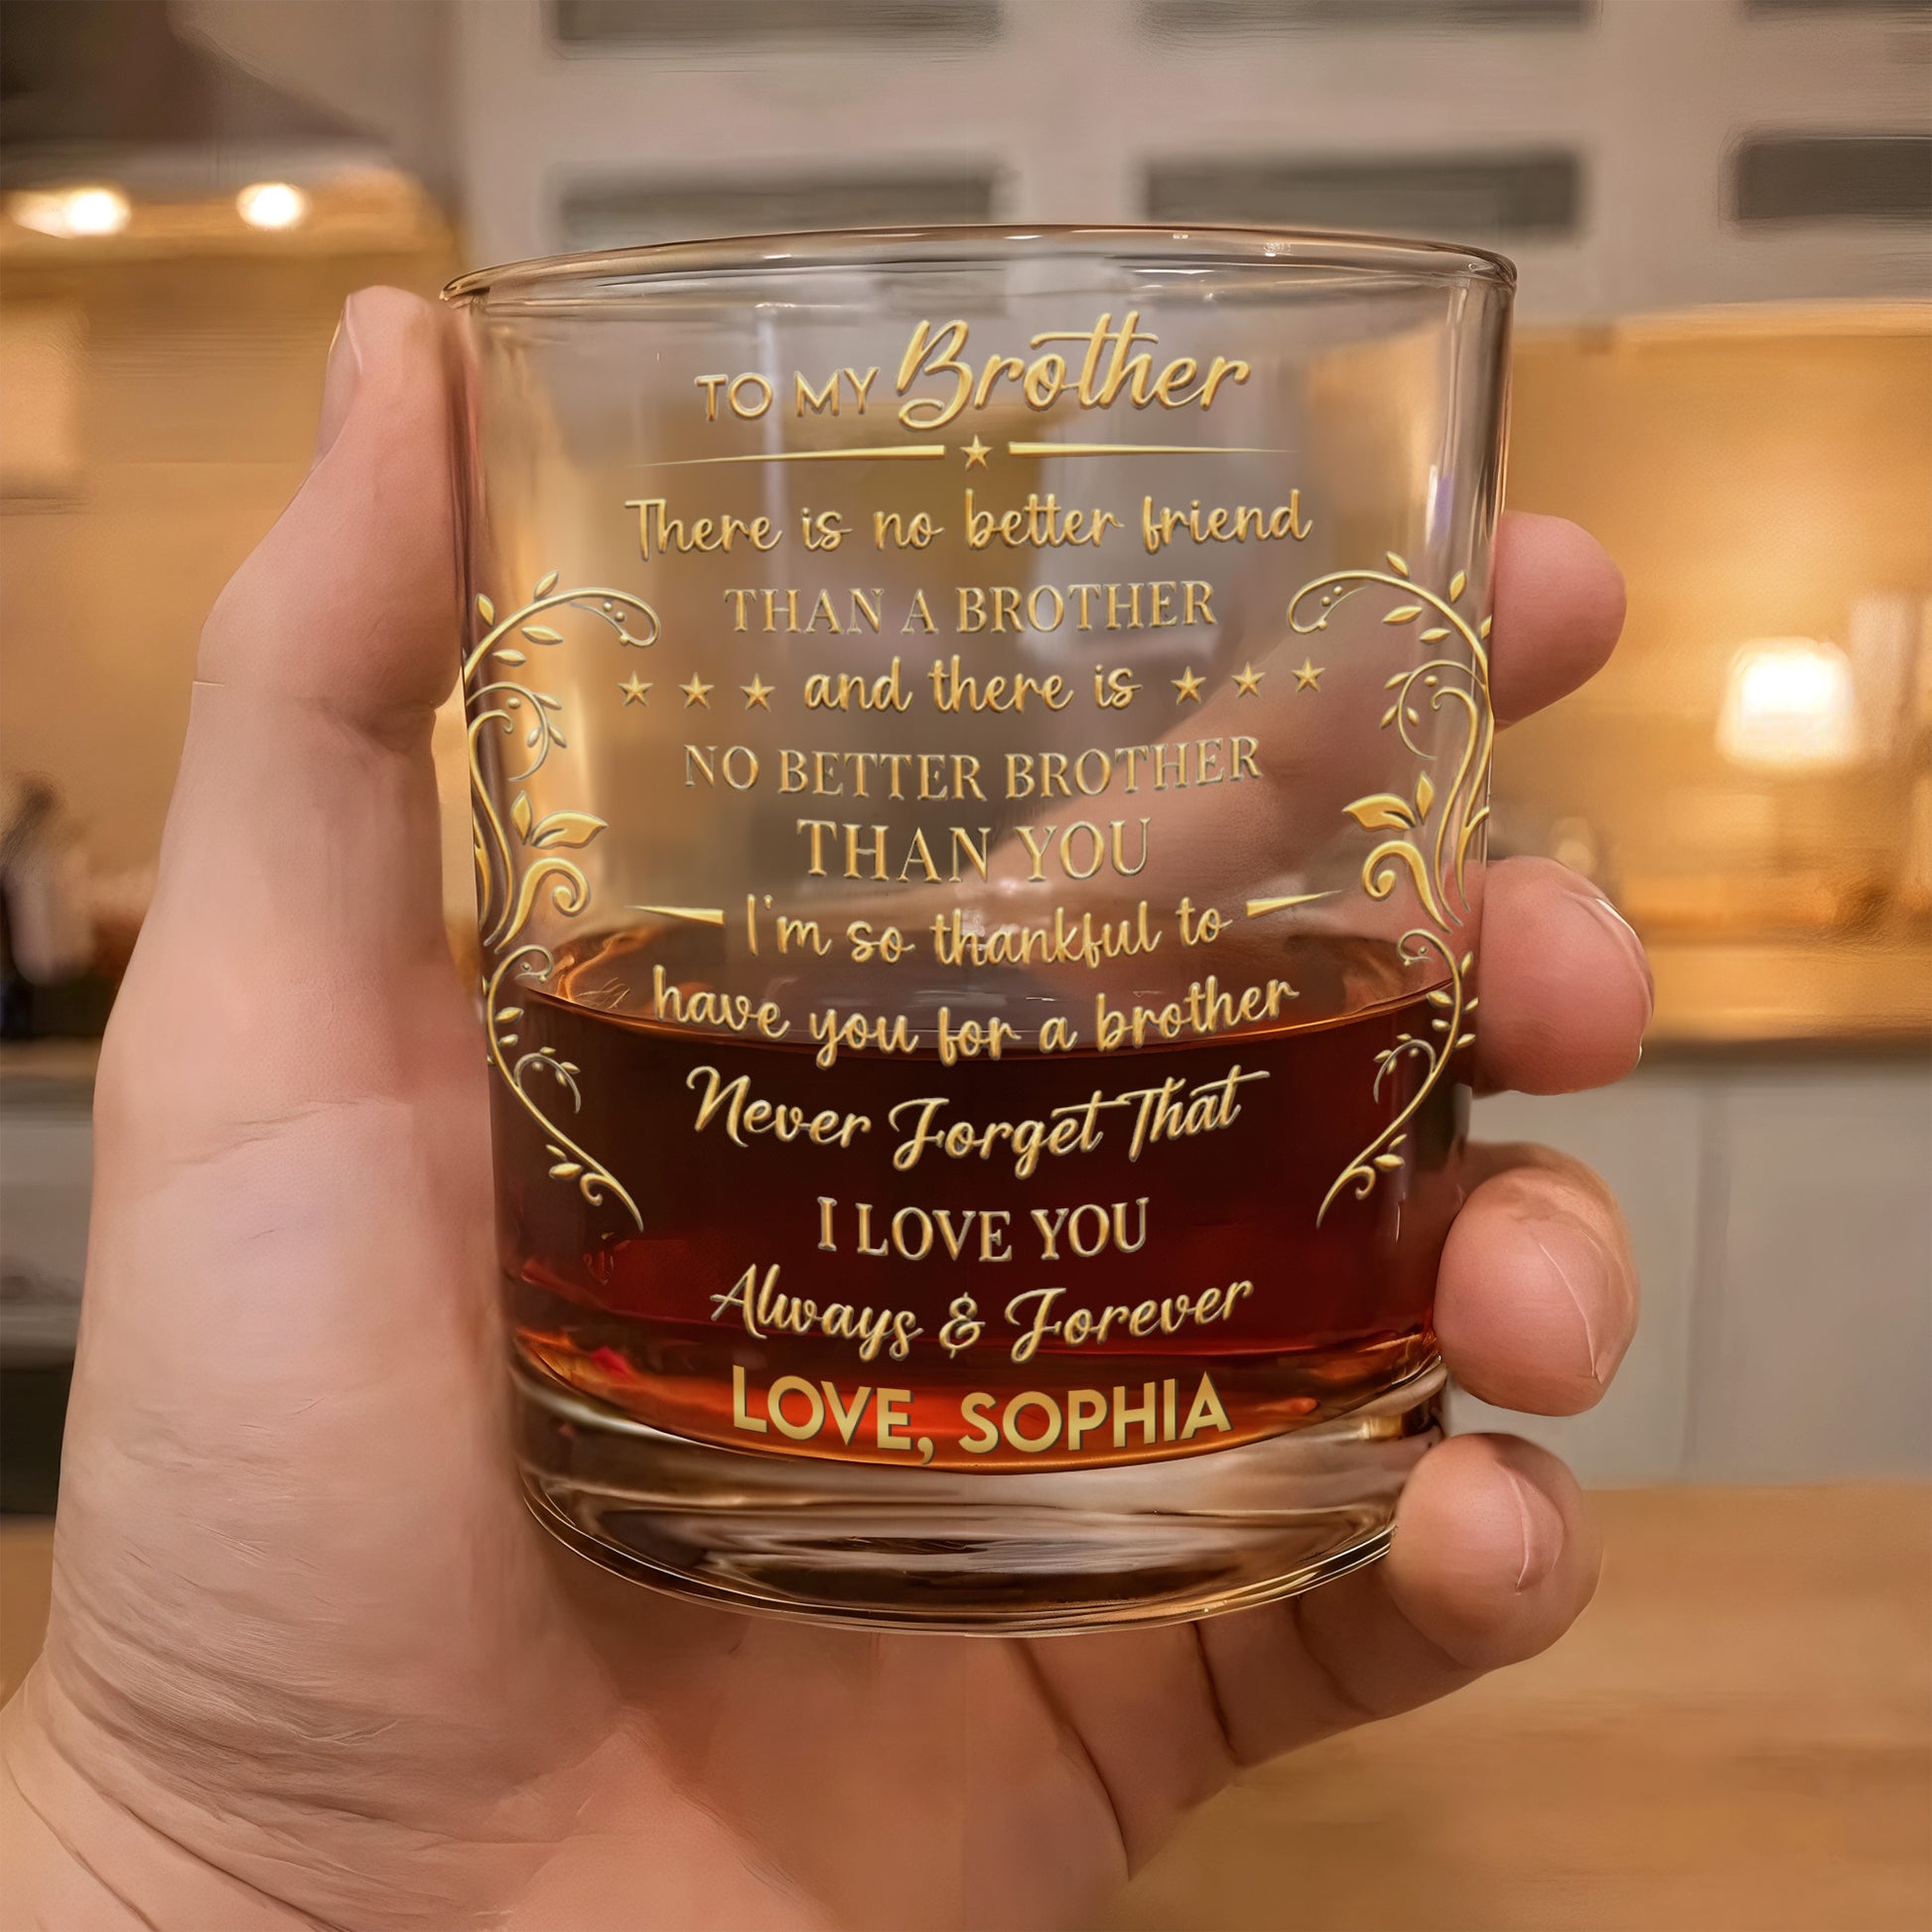 TO MY Brother
There is no better friend
THAN A BROTHER
and there is
NO BETTER BROTHER
THAN YOU
I'm so thankful to
have you for a brother
Never Forget That
I LOVE YOU
Always & Forever
LOVE, SOPHIA